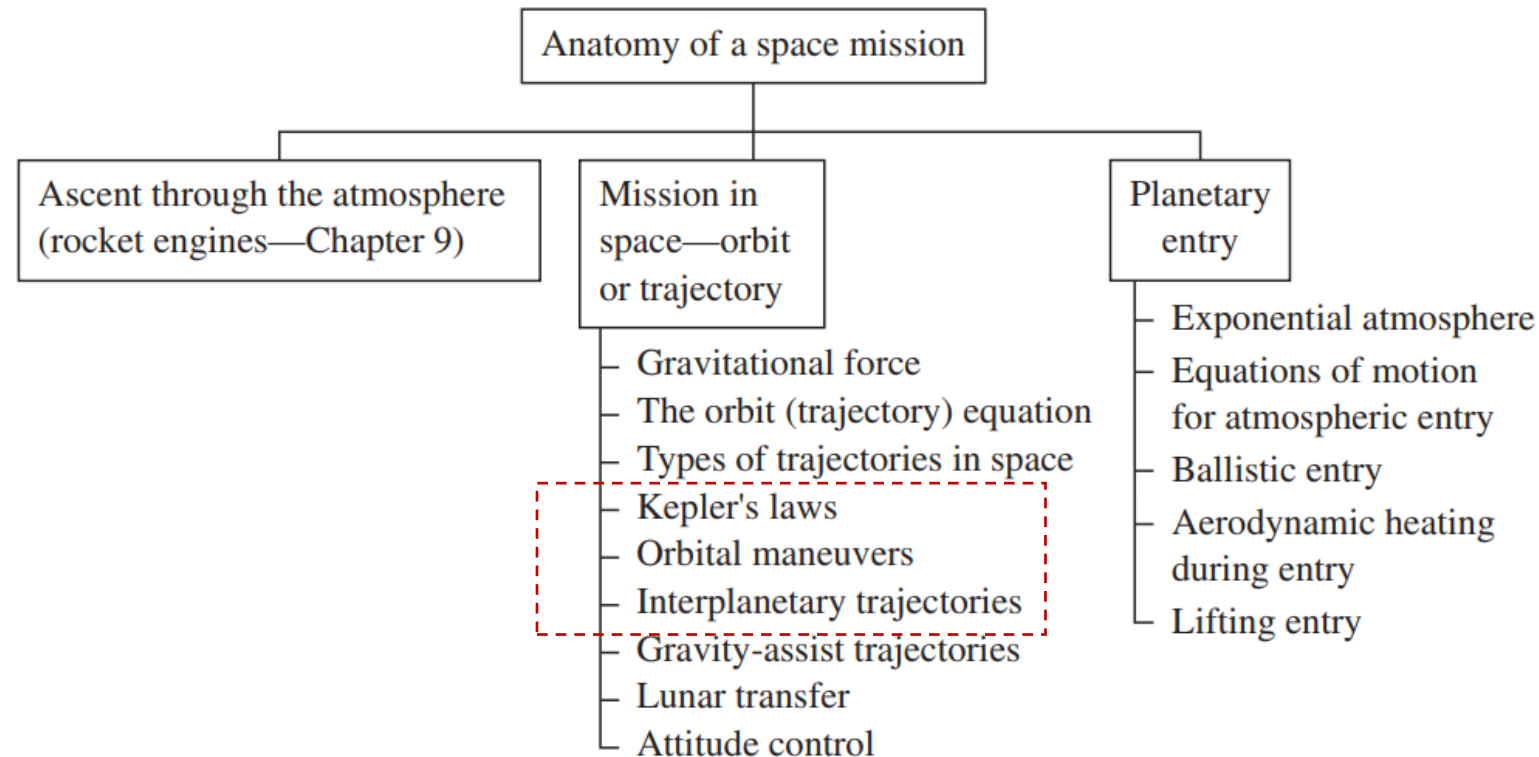 Anatomy of a space mission
Ascent through the atmosphere
(rocket engines—Chapter 9)
Mission in
space—orbit
or trajectory
Gravitational force
The orbit (trajectory) equation
Types of trajectories in space
Kepler's laws
Orbital maneuvers
Interplanetary trajectories
Gravity-assist trajectories
Lunar transfer
Attitude control
Planetary
entry
Exponential atmosphere
Equations of motion
for atmospheric entry
Ballistic entry
Aerodynamic heating
during entry
Lifting entry